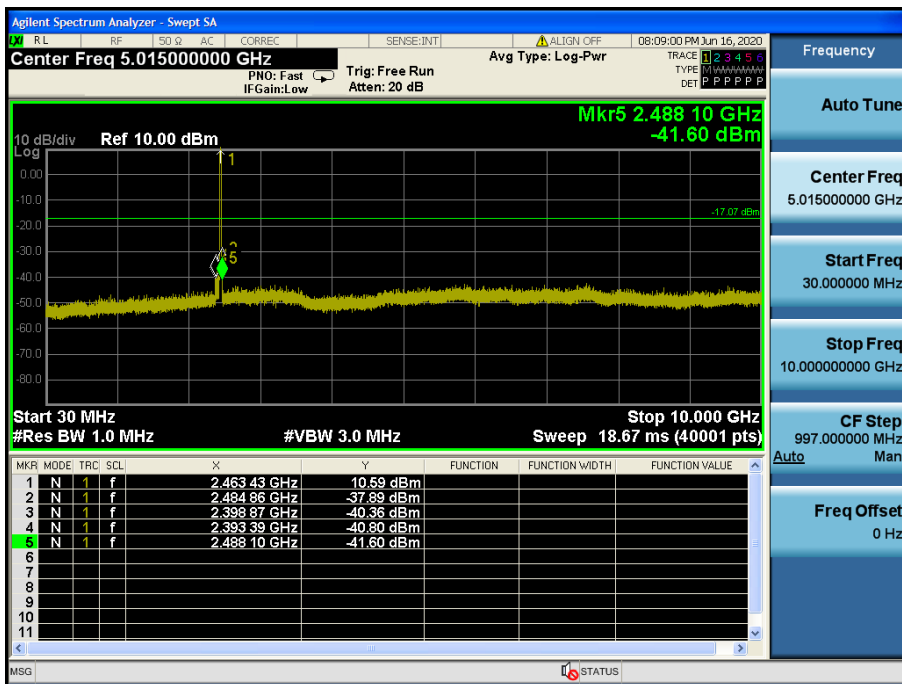 Agilent Spectrum Analyzer - Swept SA
LXI RL RF 50 Ω AC CORREC SENSE:INT ALIGN OFF 08:09:00 PM Jun 16, 2020
Center Freq 5.015000000 GHz Avg Type: Log-Pwr TRACE 1 2 3 4 5 6
PNO: Fast Trig: Free Run TYPE MWWWWW
IFGain:Low Atten: 20 dB DET P P P P P P
Mkr5 2.488 10 GHz
-41.60 dBm
10 dB/div Ref 10.00 dBm
Log
1
0.00
-10.0
-17.07 dBm
-20.0
-30.0
5
-40.0
-50.0
-60.0
-70.0
-80.0
Start 30 MHz Stop 10.000 GHz
#Res BW 1.0 MHz #VBW 3.0 MHz Sweep 18.67 ms (40001 pts)
MKR MODE TRC SCL X Y FUNCTION FUNCTION WIDTH FUNCTION VALUE
1 N 1 f 2.463 43 GHz 10.59 dBm
2 N 1 f 2.484 86 GHz -37.89 dBm
3 N 1 f 2.398 87 GHz -40.36 dBm
4 N 1 f 2.393 39 GHz -40.80 dBm
5 N 1 f 2.488 10 GHz -41.60 dBm
6
7
8
9
10
11
MSG STATUS
Frequency
Auto Tune
Center Freq
5.015000000 GHz
Start Freq
30.000000 MHz
Stop Freq
10.000000000 GHz
CF Step
997.000000 MHz
Auto Man
Freq Offset
0 Hz